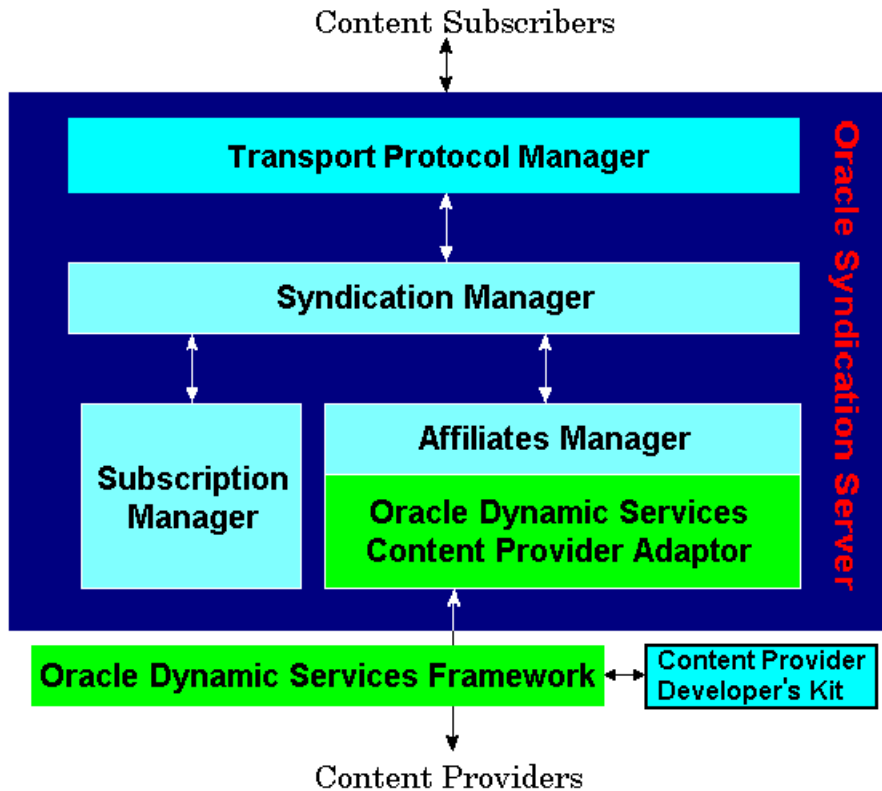 Content Subscribers
Transport Protocol Manager
Oracle Syndication Server
Syndication Manager
Subscription
Manager
Affiliates Manager
Oracle Dynamic Services
Content Provider Adaptor
Oracle Dynamic Services Framework
Content Provider
Developer's Kit
Content Providers